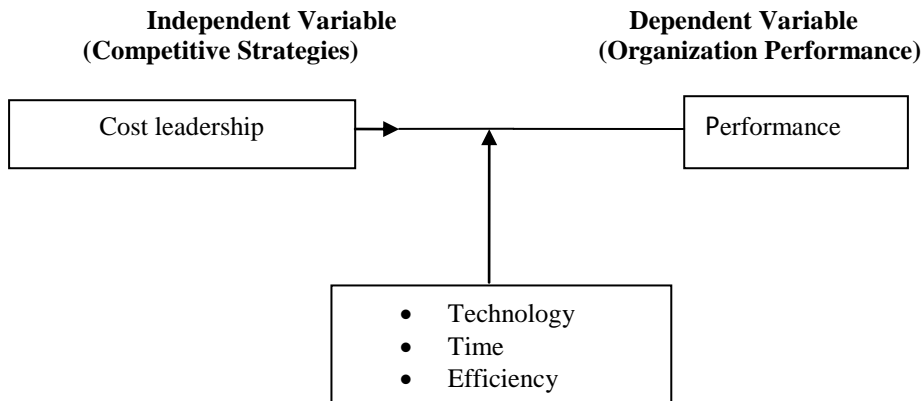 Independent Variable
(Competitive Strategies)
Dependent Variable
(Organization Performance)
Cost leadership
Performance
• Technology
• Time
• Efficiency